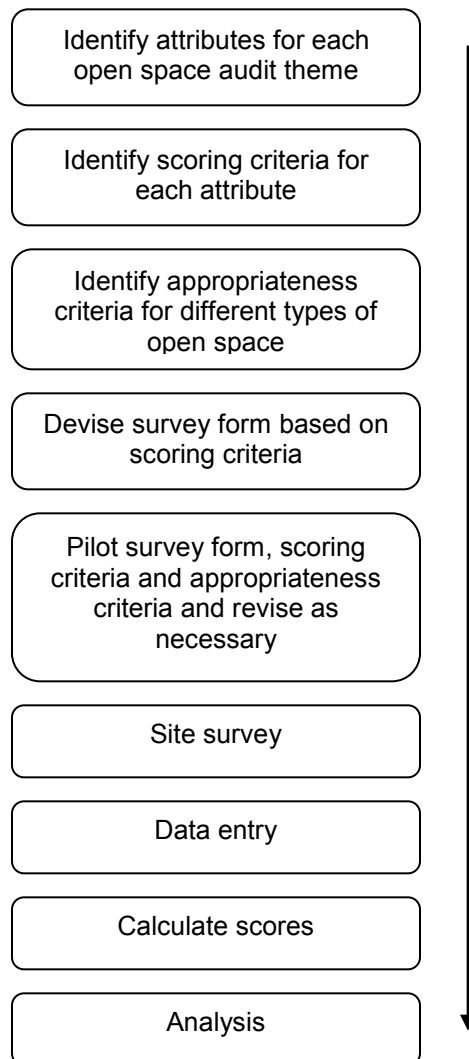 Identify attributes for each
open space audit theme
Identify scoring criteria for
each attribute
Identify appropriateness
criteria for different types of
open space
Devise survey form based on
scoring criteria
Pilot survey form, scoring
criteria and appropriateness
criteria and revise as
necessary
Site survey
Data entry
Calculate scores
Analysis